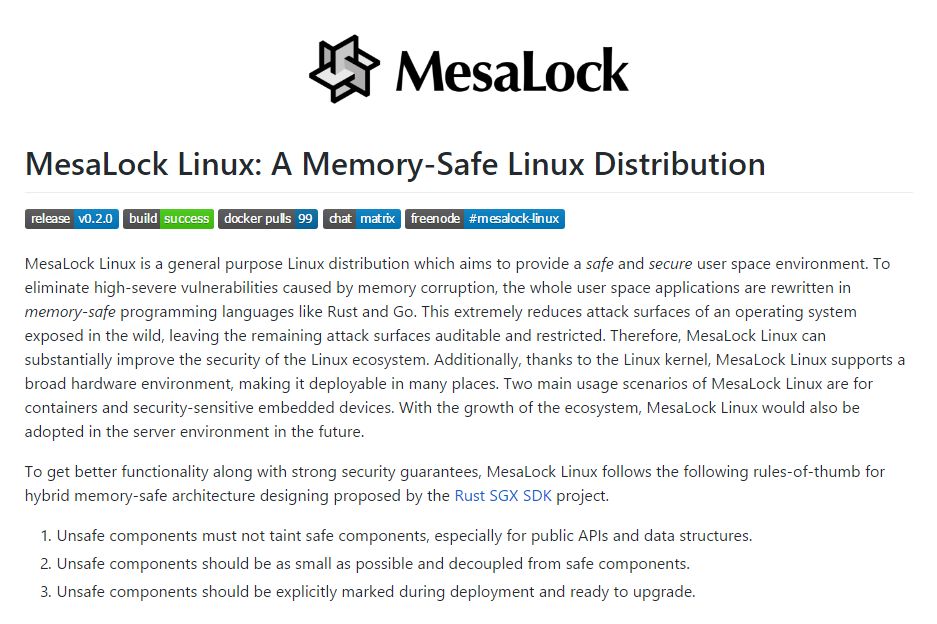 MesaLock
MesaLock Linux: A Memory-Safe Linux Distribution
release v0.2.0 build success docker pulls 99 chat matrix freenode #mesalock-linux
MesaLock Linux is a general purpose Linux distribution which aims to provide a safe and secure user space environment. To
eliminate high-severe vulnerabilities caused by memory corruption, the whole user space applications are rewritten in
memory-safe programming languages like Rust and Go. This extremely reduces attack surfaces of an operating system
exposed in the wild, leaving the remaining attack surfaces auditable and restricted. Therefore, MesaLock Linux can
substantially improve the security of the Linux ecosystem. Additionally, thanks to the Linux kernel, MesaLock Linux supports a
broad hardware environment, making it deployable in many places. Two main usage scenarios of MesaLock Linux are for
containers and security-sensitive embedded devices. With the growth of the ecosystem, MesaLock Linux would also be
adopted in the server environment in the future.
To get better functionality along with strong security guarantees, MesaLock Linux follows the following rules-of-thumb for
hybrid memory-safe architecture designing proposed by the Rust SGX SDK project.
1. Unsafe components must not taint safe components, especially for public APIs and data structures.
2. Unsafe components should be as small as possible and decoupled from safe components.
3. Unsafe components should be explicitly marked during deployment and ready to upgrade.